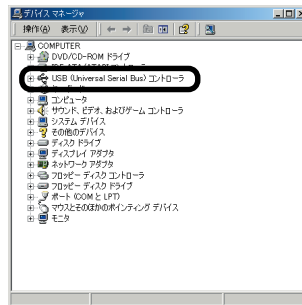 デバイス マネージャ
操作(A) 表示(V)
COMPUTER
DVD/CD-ROM ドライブ
USB (Universal Serial Bus) コントローラ
コンピュータ
サウンド、ビデオ、およびゲーム コントローラ
システム デバイス
その他のデバイス
ディスク ドライブ
ディスプレイ アダプタ
ネットワーク アダプタ
フロッピー ディスク コントローラ
フロッピー ディスク ドライブ
ポート (COM と LPT)
マウスとそのほかのポインティング デバイス
モニタ